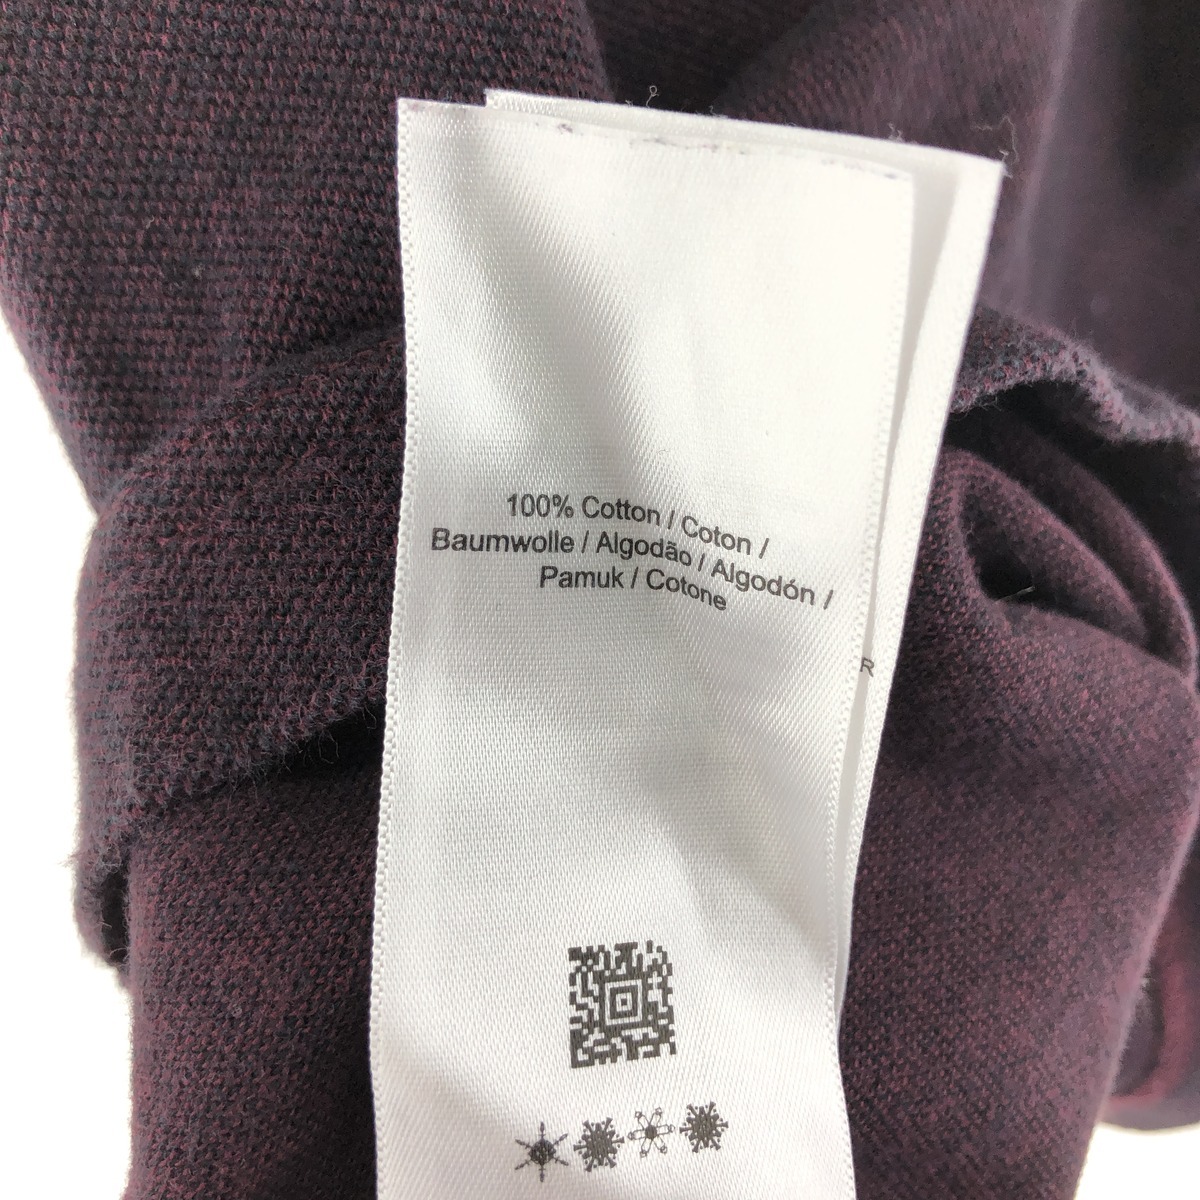 100% Cotton / Coton /
Baumwolle / Algodão / Algodón /
Pamuk / Cotone
R